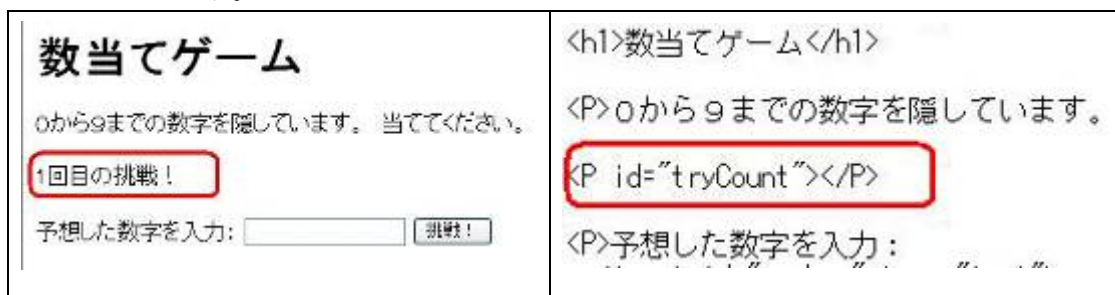 数当てゲーム
0から9までの数字を隠しています。 当ててください。
1回目の挑戦！
予想した数字を入力: 挑戦！
<h1>数当てゲーム</h1>
<P>０から９までの数字を隠しています。
<P id="tryCount"></P>
<P>予想した数字を入力：